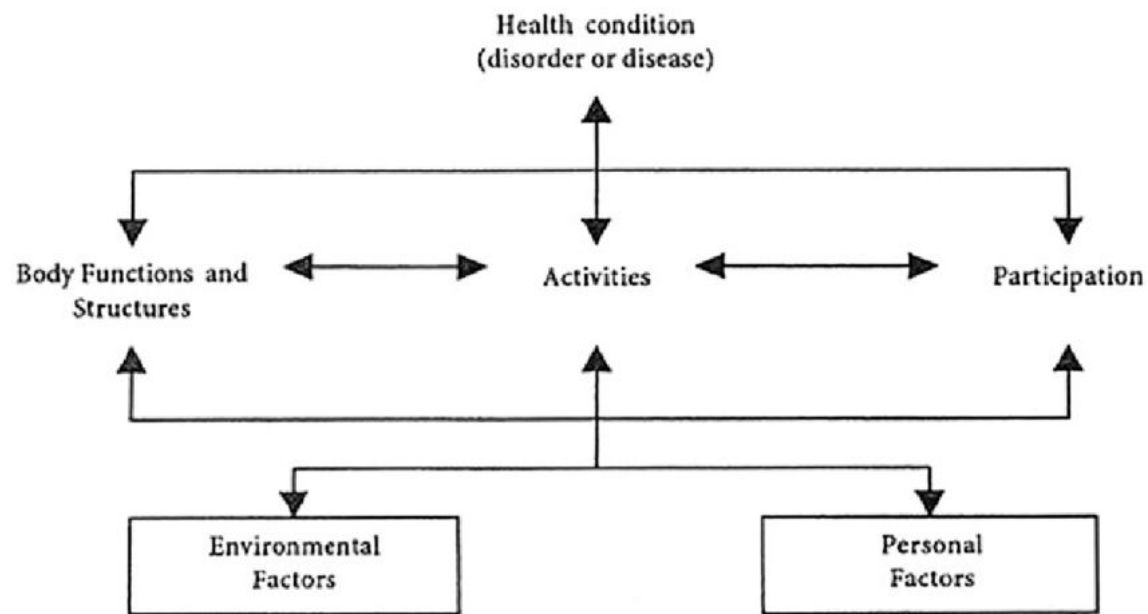 Health condition
(disorder or disease)
Body Functions and
Structures
Activities
Participation
Environmental
Factors
Personal
Factors